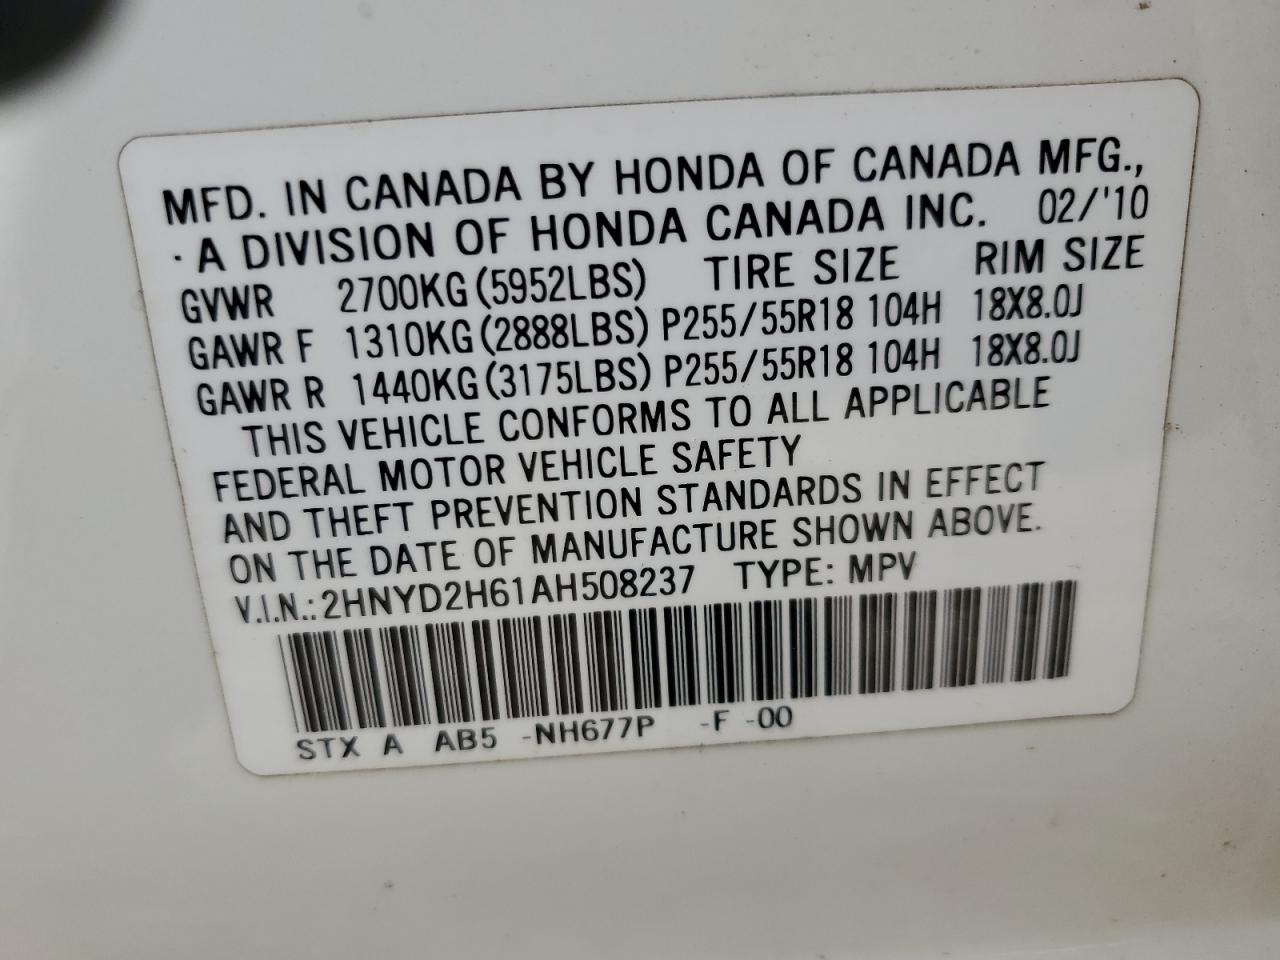 MFD. IN CANADA BY HONDA OF CANADA MFG.,
· A DIVISION OF HONDA CANADA INC. 02/'10
GVWR 2700KG (5952LBS) TIRE SIZE RIM SIZE
GAWR F 1310KG (2888LBS) P255/55R18 104H 18X8.0J
GAWR R 1440KG (3175LBS) P255/55R18 104H 18X8.0J
THIS VEHICLE CONFORMS TO ALL APPLICABLE
FEDERAL MOTOR VEHICLE SAFETY
AND THEFT PREVENTION STANDARDS IN EFFECT
ON THE DATE OF MANUFACTURE SHOWN ABOVE.
V.I.N.: 2HNYD2H61AH508237 TYPE: MPV
STX A AB5 -NH677P -F -00